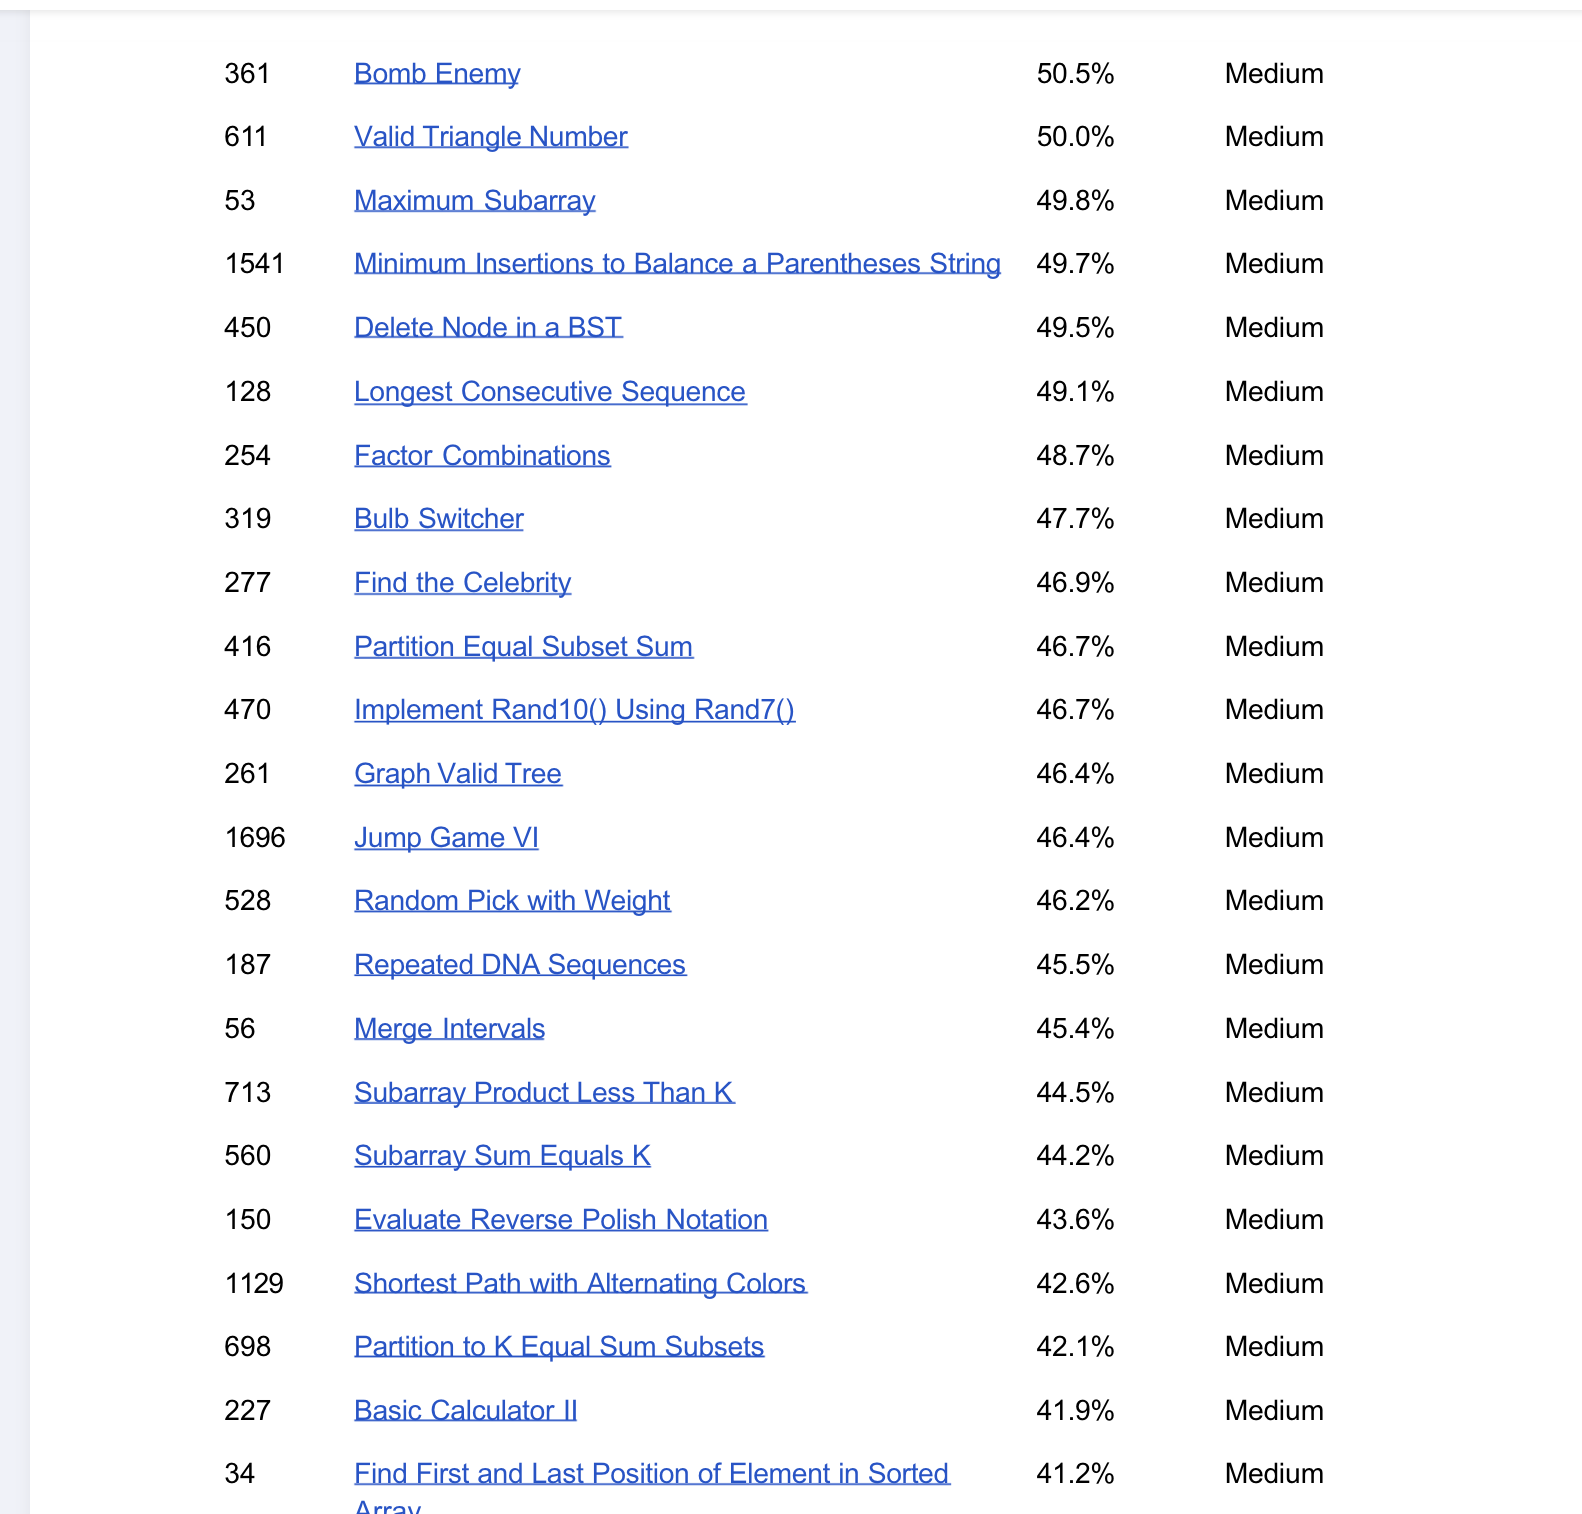 361 Bomb Enemy 50.5% Medium
611 Valid Triangle Number 50.0% Medium
53 Maximum Subarray 49.8% Medium
1541 Minimum Insertions to Balance a Parentheses String 49.7% Medium
450 Delete Node in a BST 49.5% Medium
128 Longest Consecutive Sequence 49.1% Medium
254 Factor Combinations 48.7% Medium
319 Bulb Switcher 47.7% Medium
277 Find the Celebrity 46.9% Medium
416 Partition Equal Subset Sum 46.7% Medium
470 Implement Rand10() Using Rand7() 46.7% Medium
261 Graph Valid Tree 46.4% Medium
1696 Jump Game VI 46.4% Medium
528 Random Pick with Weight 46.2% Medium
187 Repeated DNA Sequences 45.5% Medium
56 Merge Intervals 45.4% Medium
713 Subarray Product Less Than K 44.5% Medium
560 Subarray Sum Equals K 44.2% Medium
150 Evaluate Reverse Polish Notation 43.6% Medium
1129 Shortest Path with Alternating Colors 42.6% Medium
698 Partition to K Equal Sum Subsets 42.1% Medium
227 Basic Calculator II 41.9% Medium
34 Find First and Last Position of Element in Sorted 41.2% Medium
Array